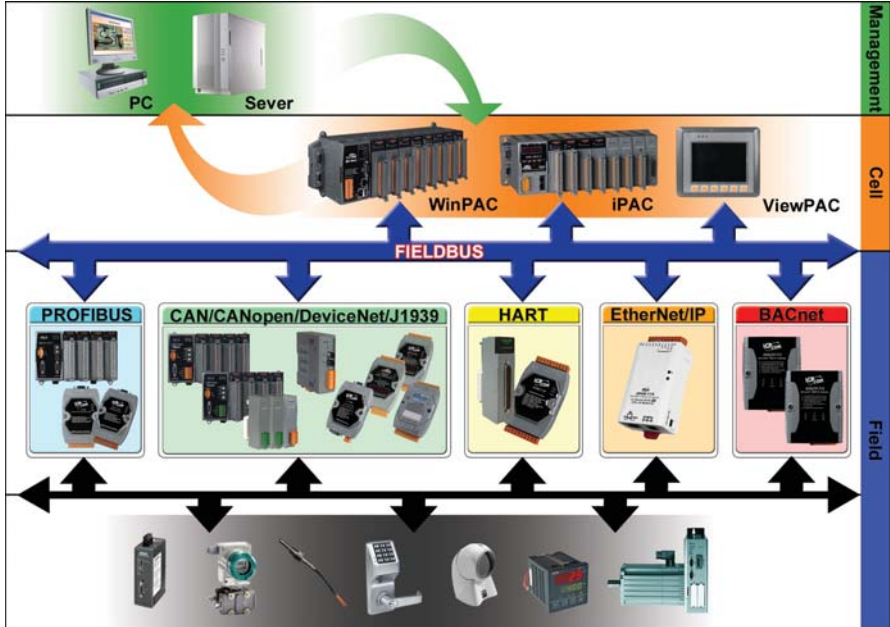 PC
Sever
Management
WinPAC
iPAC
ViewPAC
Cell
FIELDBUS
PROFIBUS
CAN/CANopen/DeviceNet/J1939
HART
EtherNet/IP
BACnet
Field